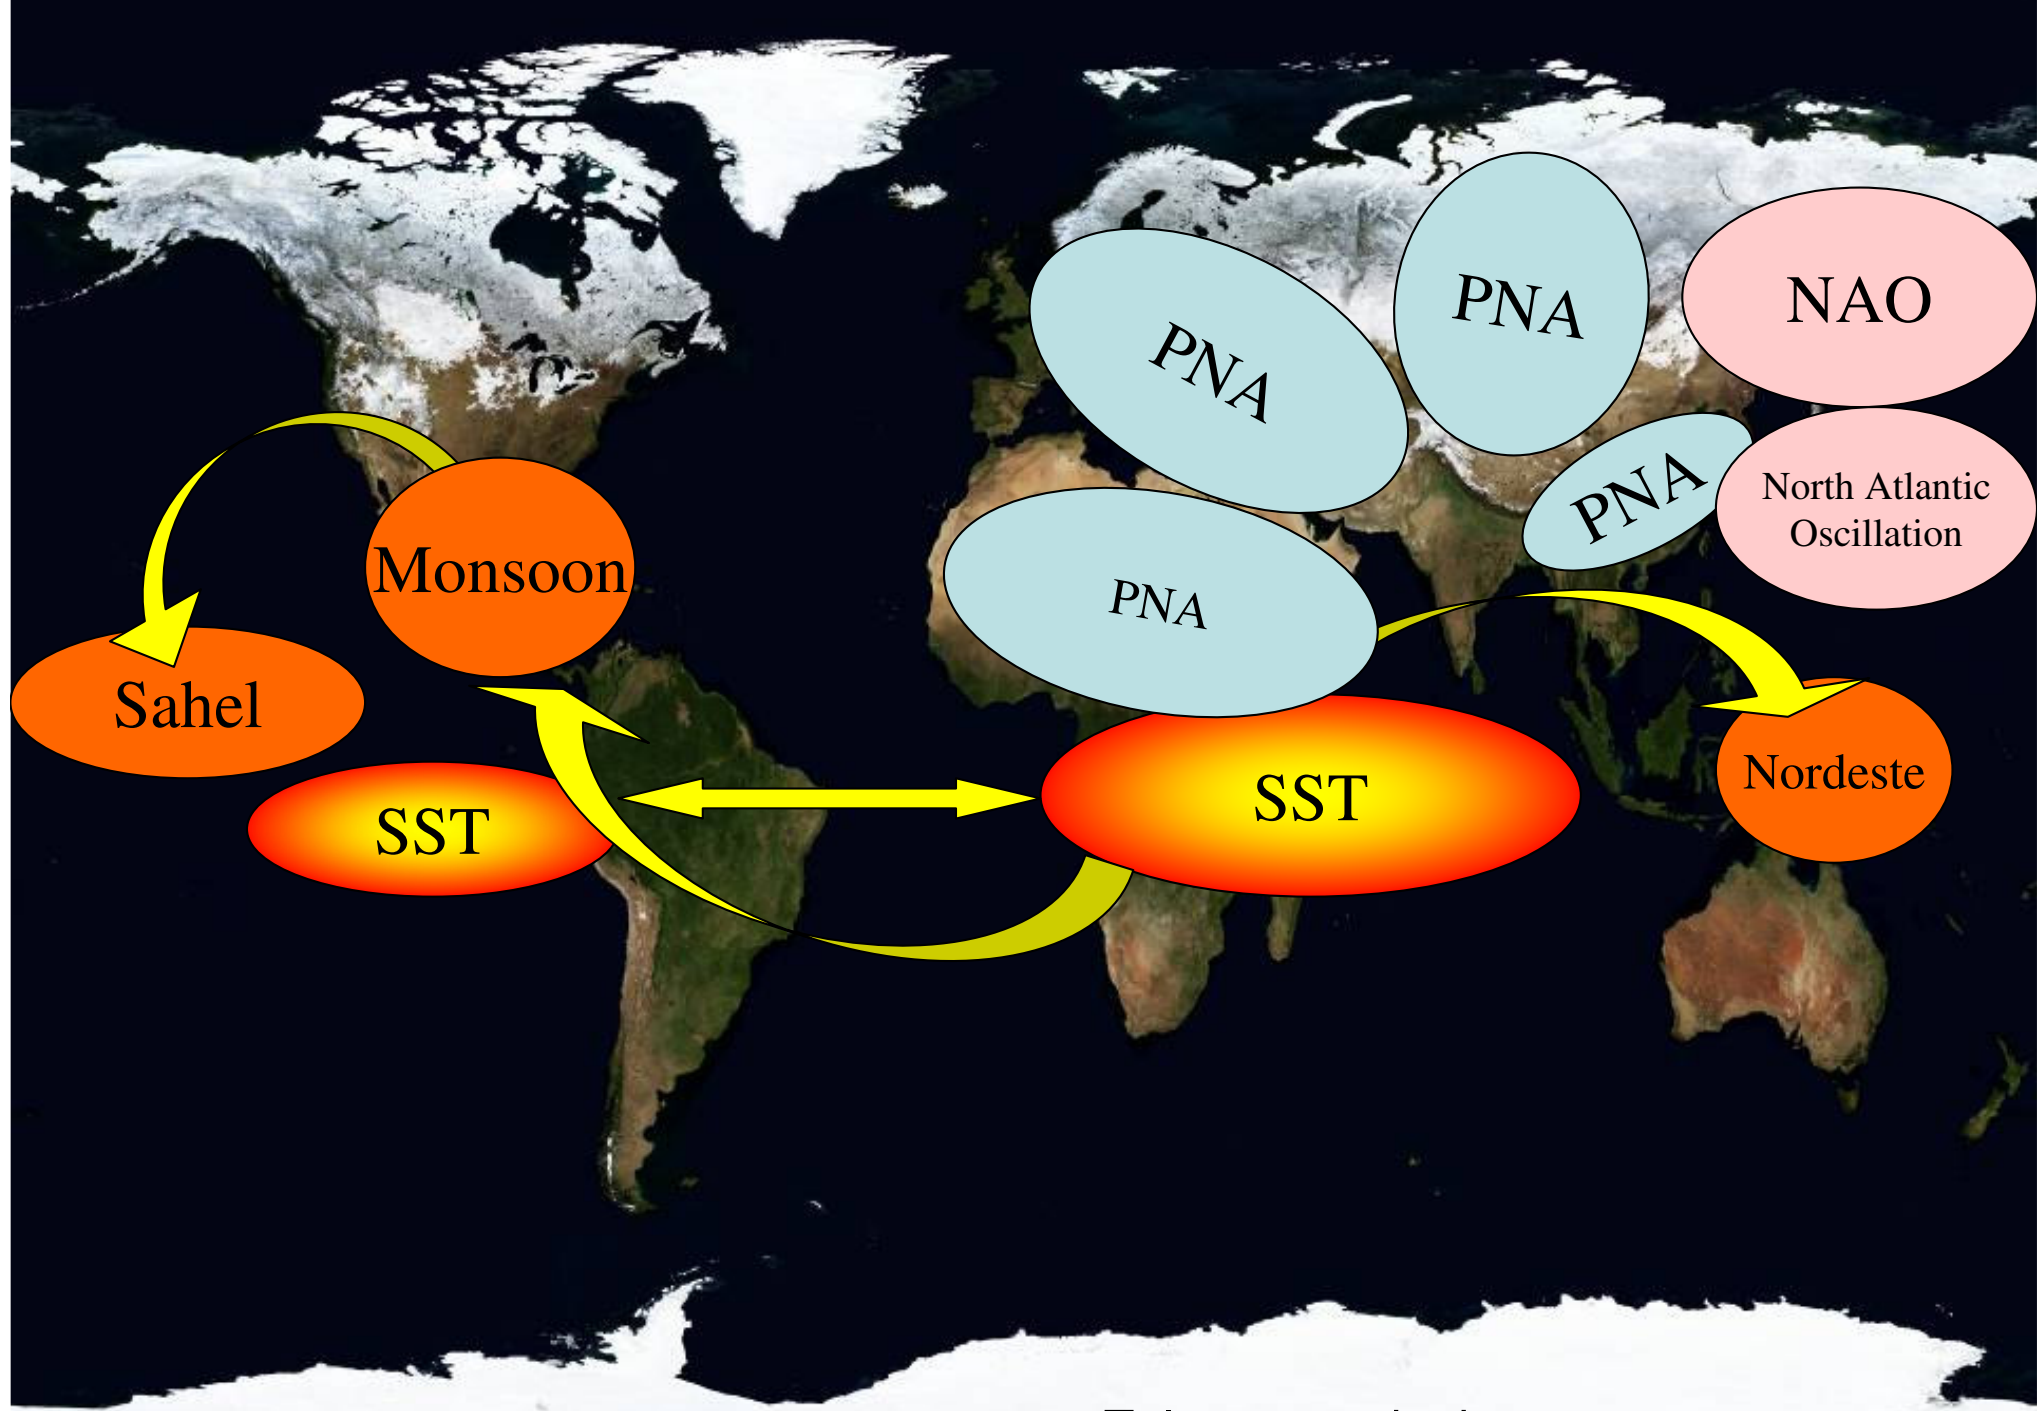 PNA
NAO
PNA
PNA
North Atlantic
Oscillation
Monsoon
PNA
Sahel
Nordeste
SST
SST